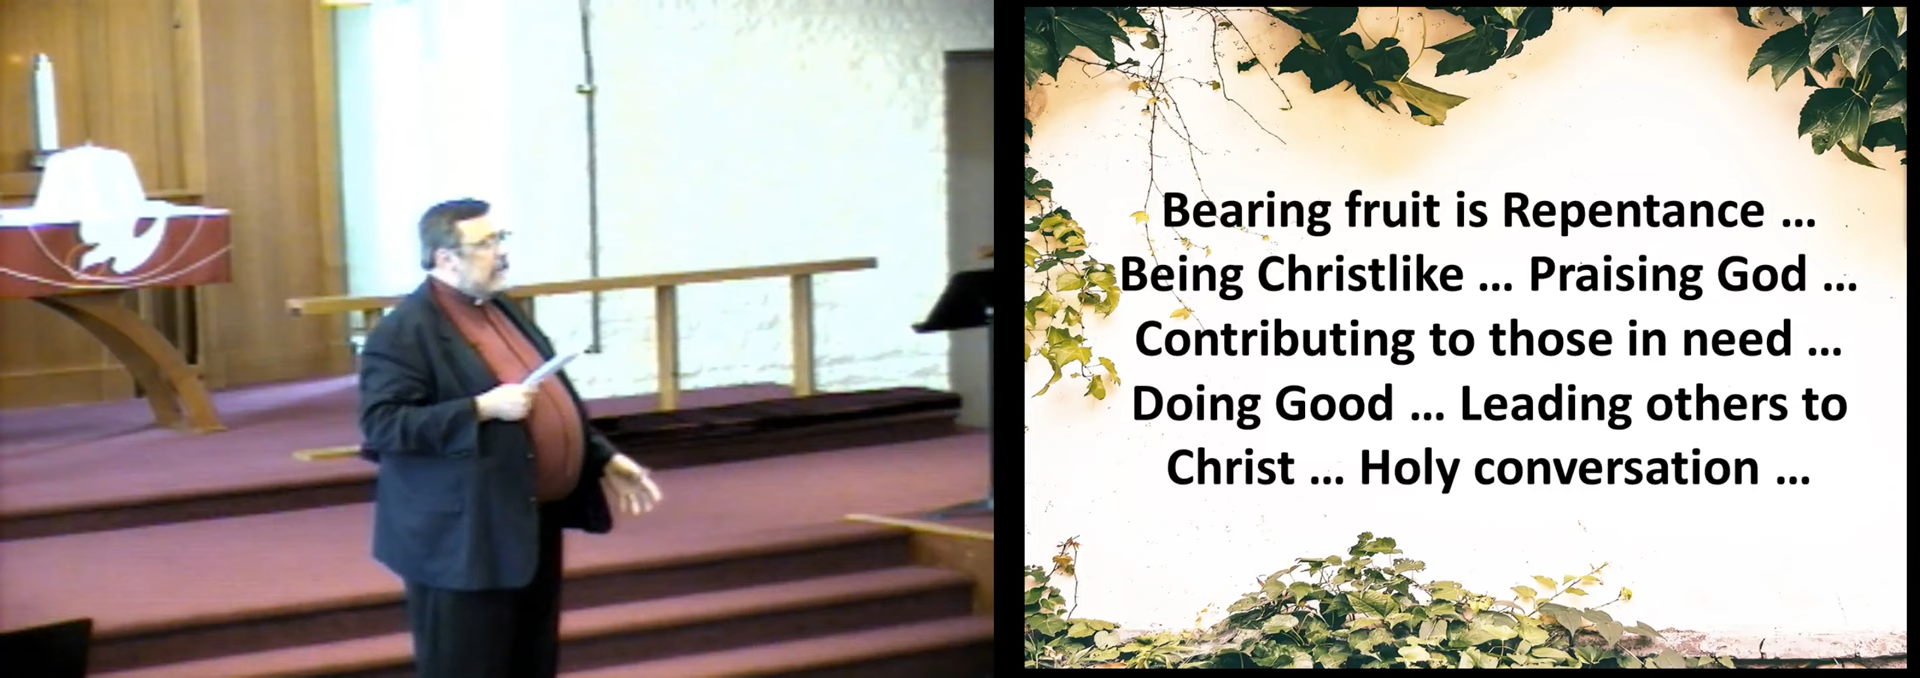 Bearing fruit is Repentance ...
Being Christlike ... Praising God ...
Contributing to those in need ...
Doing Good ... Leading others to
Christ ... Holy conversation ...